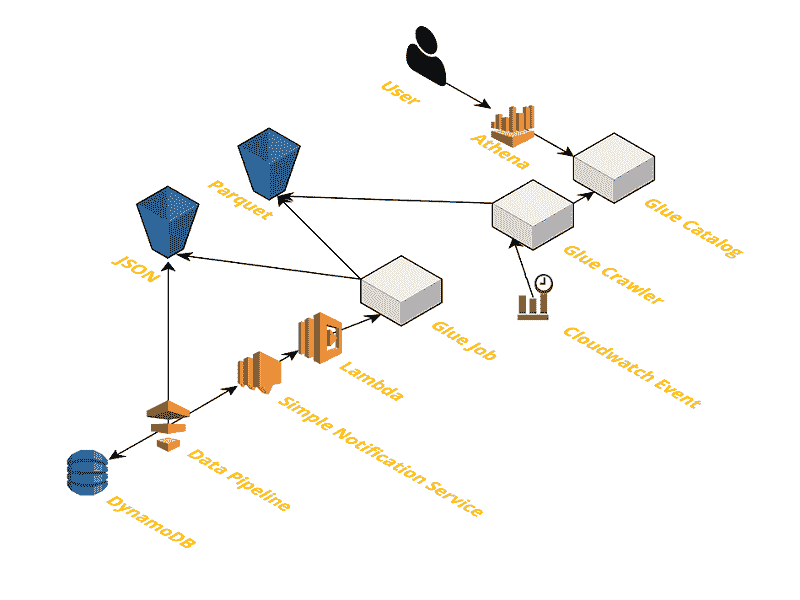 User
Athena
Parquet
Glue Catalog
JSON
Glue Crawler
Glue Job
Cloudwatch Event
Lambda
Simple Notification Service
Data Pipeline
DynamoDB